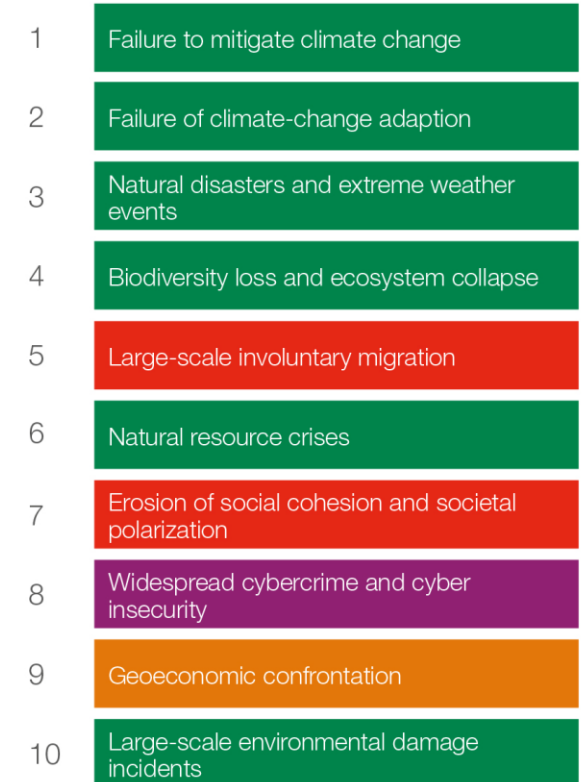 1
Failure to mitigate climate change
2
Failure of climate-change adaption
3
Natural disasters and extreme weather
events
4
Biodiversity loss and ecosystem collapse
5
Large-scale involuntary migration
6
Natural resource crises
7
Erosion of social cohesion and societal
polarization
8
Widespread cybercrime and cyber
insecurity
9
Geoeconomic confrontation
10
Large-scale environmental damage
incidents